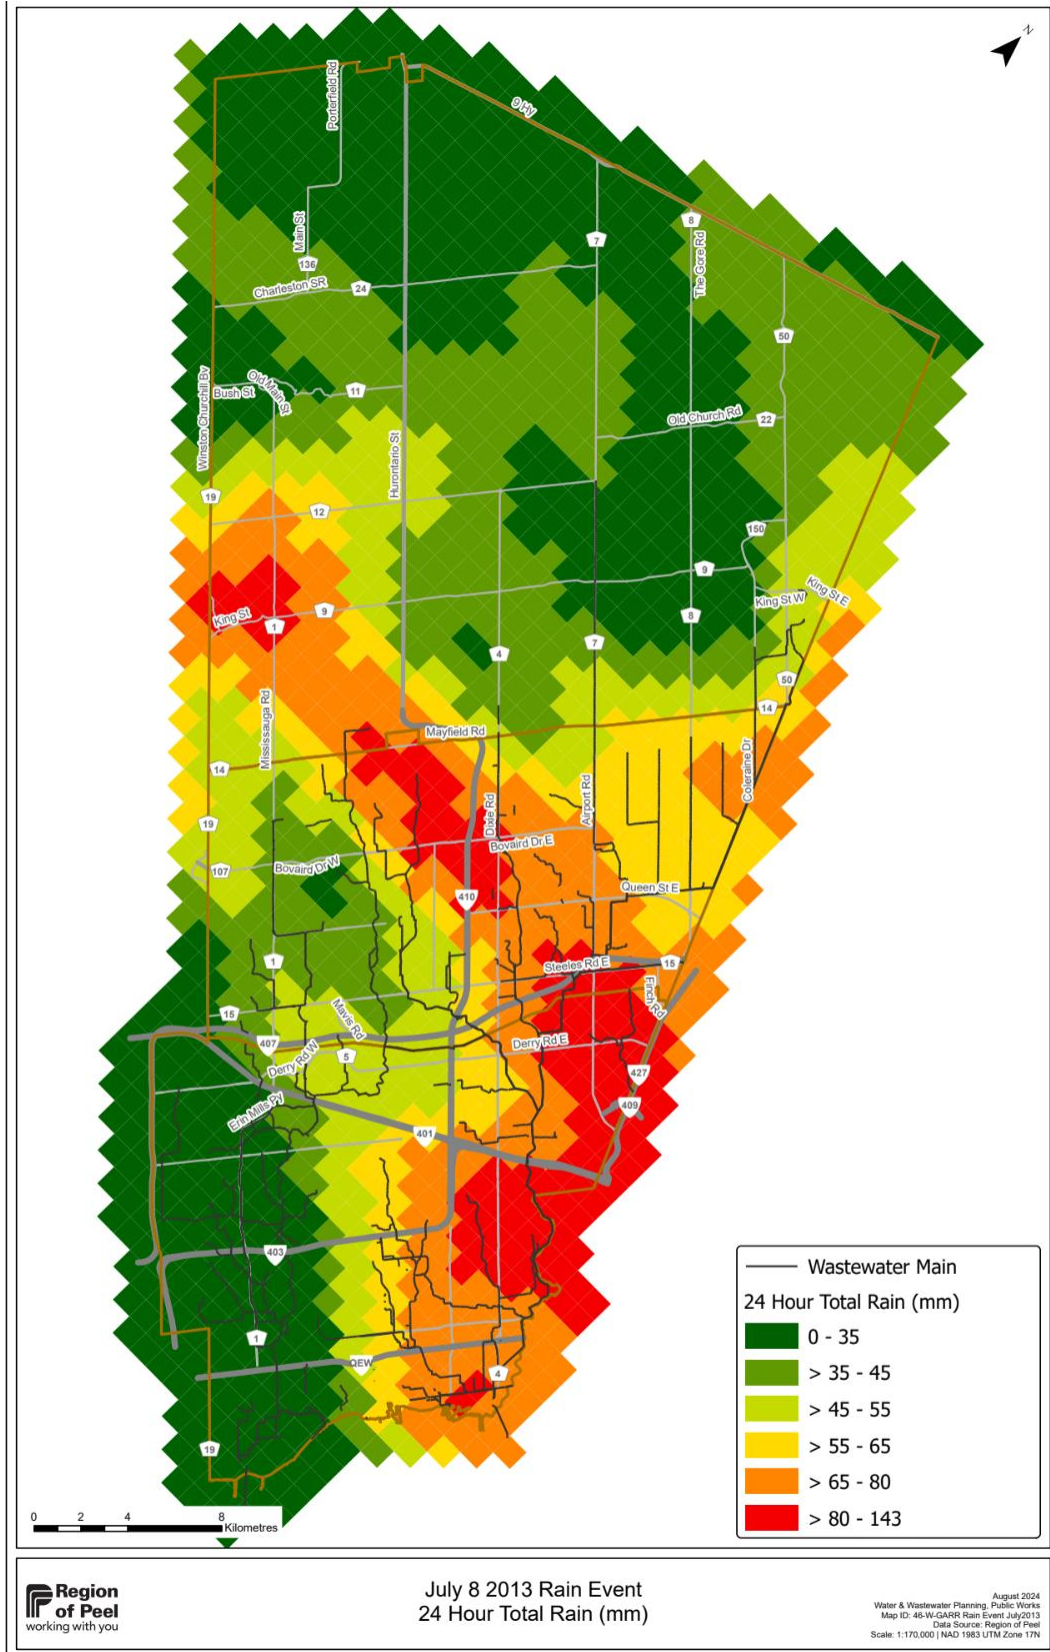 N
Porterfield Rd
9 Hy
Main St
136
Charleston SR
24
7
8
The Gore Rd
50
Winston Churchill Bv
Bush St
Old Main St
11
Hurontario St
Old Church Rd
22
19
12
150
9
King St W
King St E
King St
9
1
4
7
8
50
14
Mississauga Rd
Mayfield Rd
14
Coleraine Dr
Airport Rd
Dixie Rd
19
107
Bovaird Dr W
Bovaird Dr E
410
Queen St E
1
Steeles Rd E
15
Finch Rd
15
Mavis Rd
407
Derry Rd W
5
Derry Rd E
427
409
Erin Mills Py
401
403
1
QEW
4
19
Wastewater Main
24 Hour Total Rain (mm)
0 - 35
> 35 - 45
> 45 - 55
> 55 - 65
> 65 - 80
> 80 - 143
0 2 4 8
Kilometres
Region
of Peel
working with you
July 8 2013 Rain Event
24 Hour Total Rain (mm)
August 2024
Water & Wastewater Planning, Public Works
Map ID: 46-W-GARR Rain Event July2013
Data Source: Region of Peel
Scale: 1:170,000 | NAD 1983 UTM Zone 17N